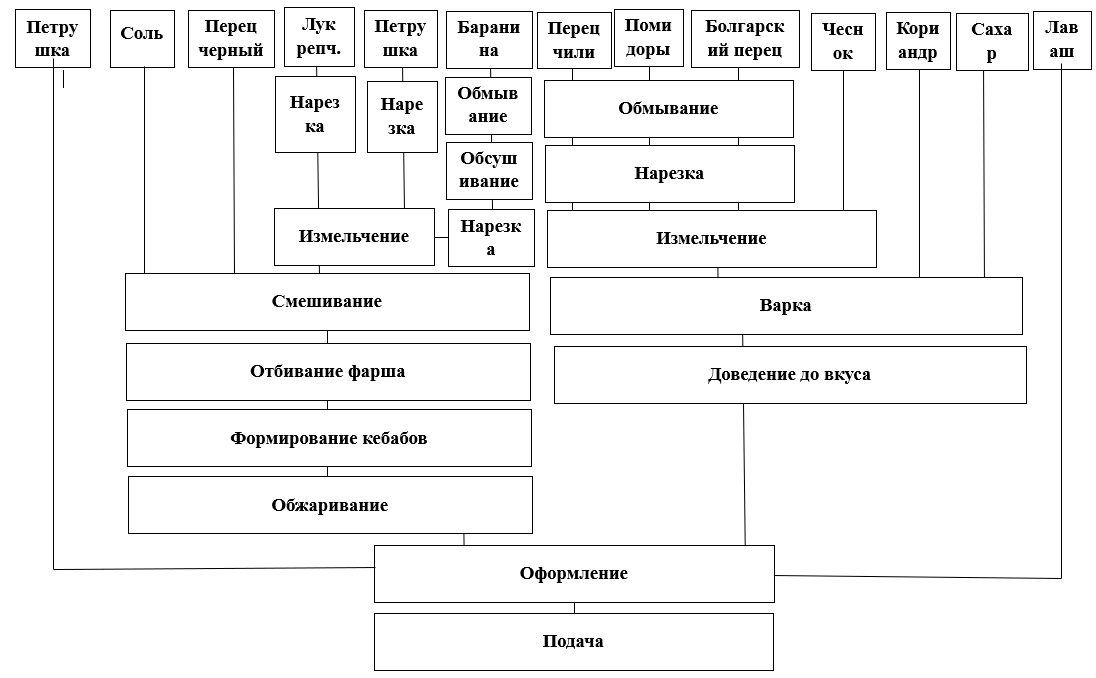 Петру
шка
Соль
Перец
черный
Лук
репч.
Петру
шка
Барани
на
Перец
чили
Поми
доры
Болгарск
ий перец
Чесн
ок
Кори
андр
Саха
р
Лав
аш
Нарез
ка
Наре
зка
Обмыв
ание
Обмывание
Обсуш
ивание
Нарезка
Измельчение
Нарезк
а
Измельчение
Смешивание
Варка
Отбивание фарша
Доведение до вкуса
Формирование кебабов
Обжаривание
Оформление
Подача